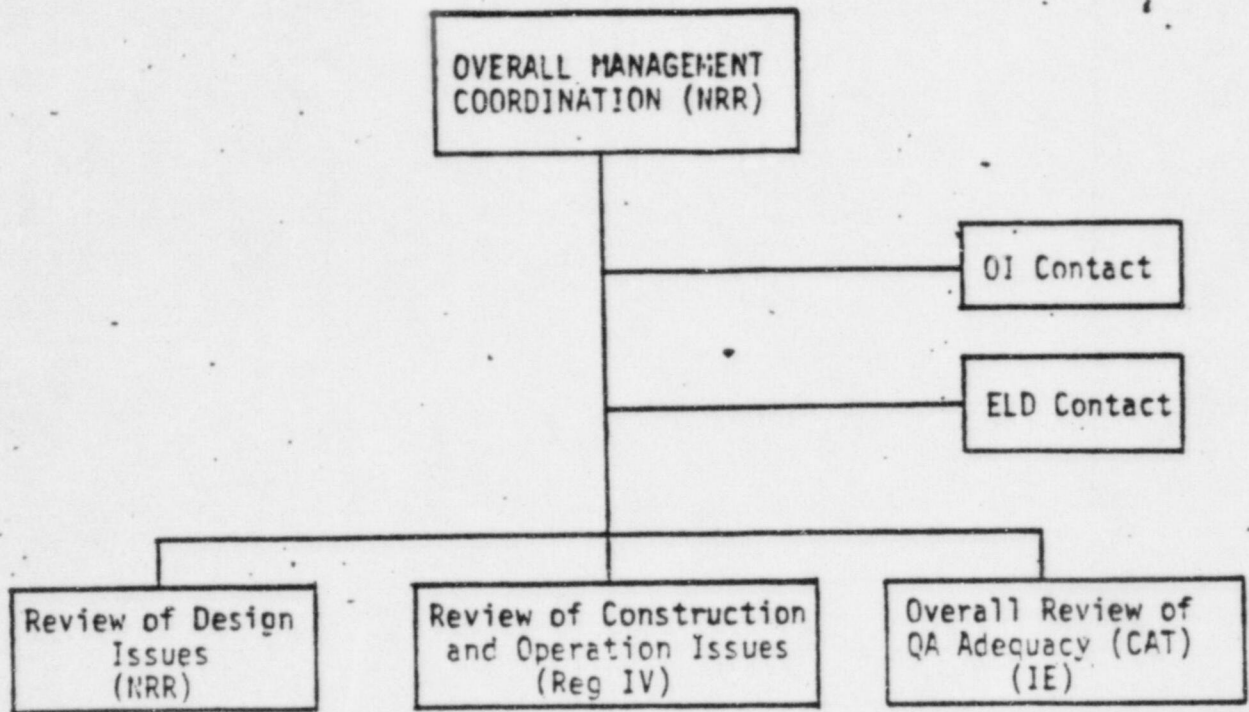 OVERALL MANAGEMENT
COORDINATION (NRR)
OI Contact
ELD Contact
Review of Design
Issues
(NRR)
Review of Construction
and Operation Issues
(Reg IV)
Overall Review of
QA Adequacy (CAT)
(IE)